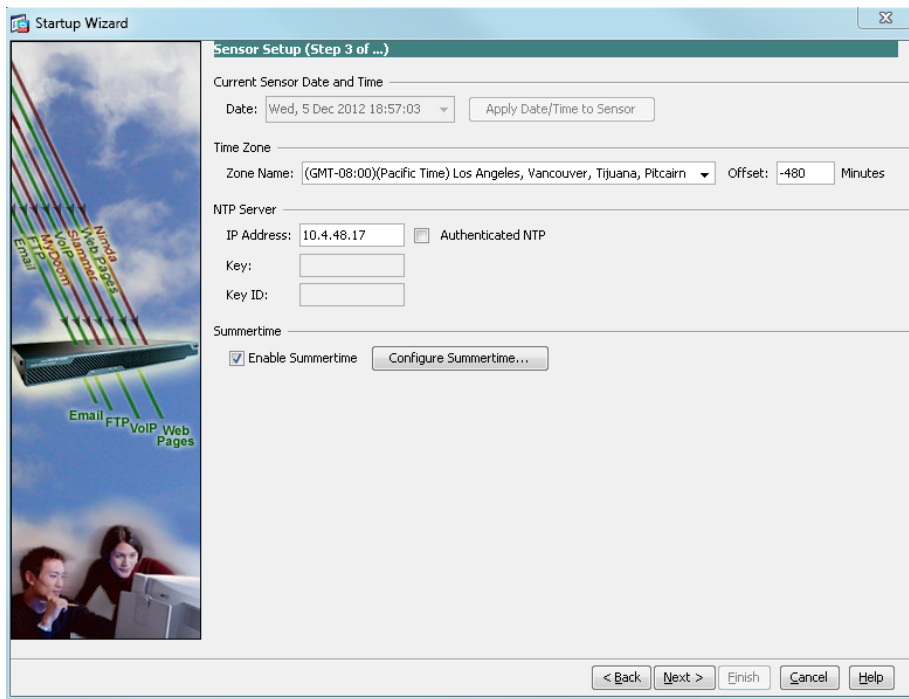 Startup Wizard
Sensor Setup (Step 3 of ...)
Current Sensor Date and Time
Date: Wed, 5 Dec 2012 18:57:03 Apply Date/Time to Sensor
Time Zone
Zone Name: (GMT-08:00)(Pacific Time) Los Angeles, Vancouver, Tijuana, Pitcairn Offset: -480 Minutes
NTP Server
IP Address: 10.4.48.17 Authenticated NTP
Key:
Key ID:
Summertime
Enable Summertime Configure Summertime...
Email
FTP
MyDoom
VoIP
Slammer
Web Pages
Nimda
Email
FTP
VoIP
Web
Pages
< Back Next > Finish Cancel Help